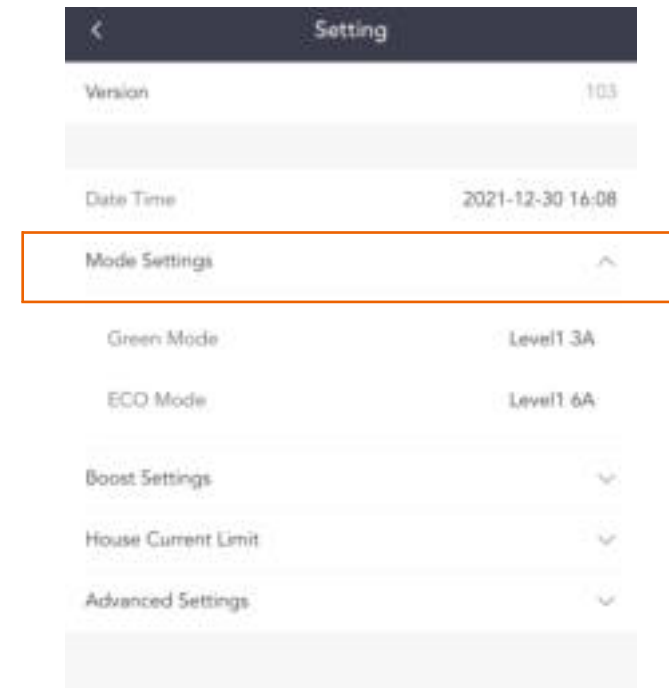 Setting
Version 103
Date Time 2021-12-30 16:08
Mode Settings
Green Mode Level1 3A
ECO Mode Level1 6A
Boost Settings
House Current Limit
Advanced Settings